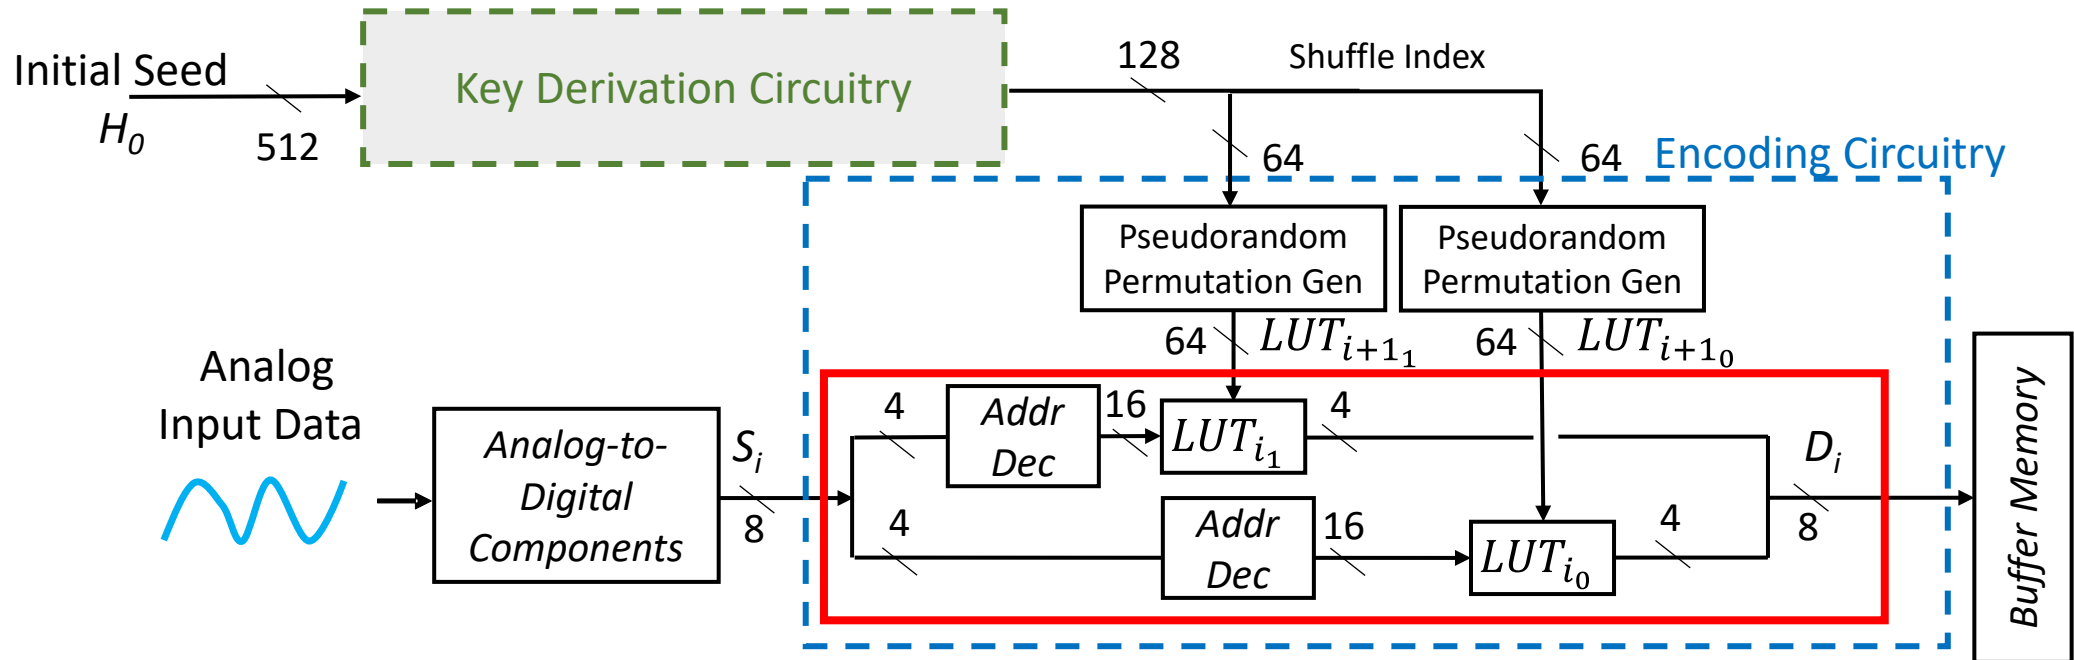 Initial Seed
H₀
512
Key Derivation Circuitry
128
Shuffle Index
64
64
Encoding Circuitry
Pseudorandom
Permutation Gen
Pseudorandom
Permutation Gen
64
LUTᵢ₊₁₁
64
LUTᵢ₊₁₀
Analog
Input Data
Analog-to-
Digital
Components
Sᵢ
8
4
Addr
Dec
16
LUTᵢ₁
4
4
Addr
Dec
16
LUTᵢ₀
4
Dᵢ
8
Buffer Memory